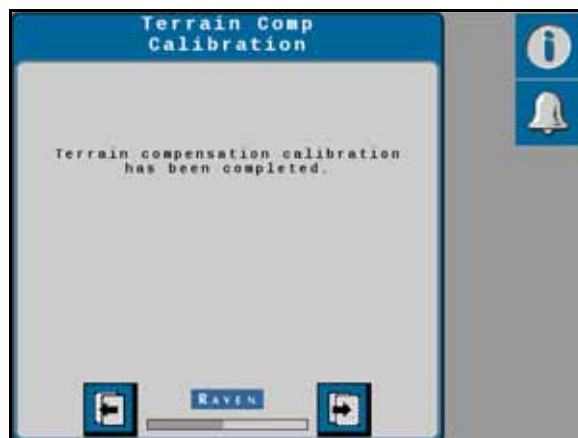 Terrain Comp
Calibration
Terrain compensation calibration
has been completed.
RAVEN